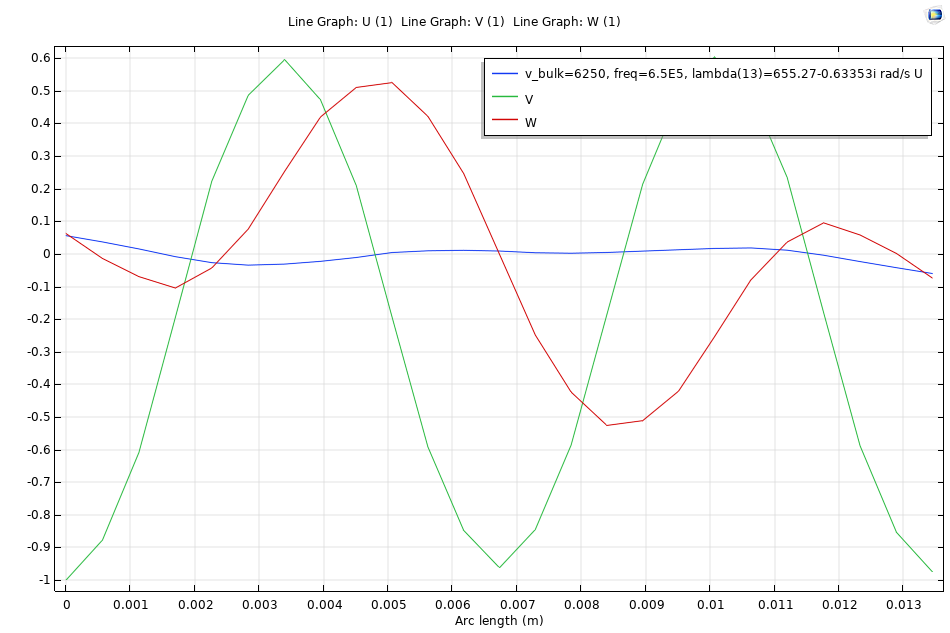 Line Graph: U (1)  Line Graph: V (1)  Line Graph: W (1)
v_bulk=6250, freq=6.5E5, lambda(13)=655.27-0.63353i rad/s U
V
W
0.6
0.5
0.4
0.3
0.2
0.1
0
-0.1
-0.2
-0.3
-0.4
-0.5
-0.6
-0.7
-0.8
-0.9
-1
0 0.001 0.002 0.003 0.004 0.005 0.006 0.007 0.008 0.009 0.01 0.011 0.012 0.013
Arc length (m)